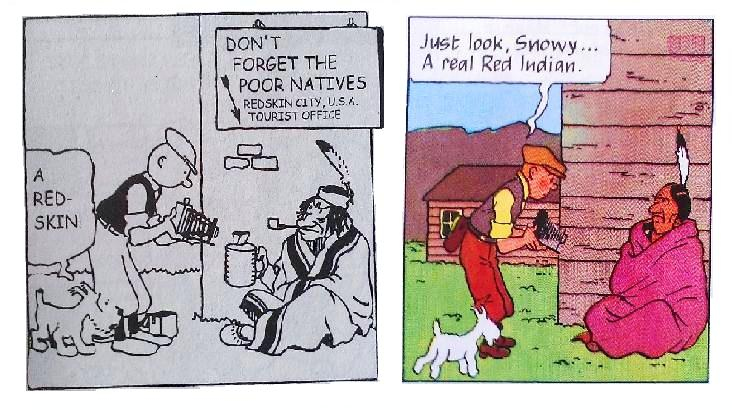 DON'T
FORGET THE
POOR NATIVES
REDSKIN CITY, U.S.A.
TOURIST OFFICE
A
RED-
SKIN
Just look, Snowy...
A real Red Indian.